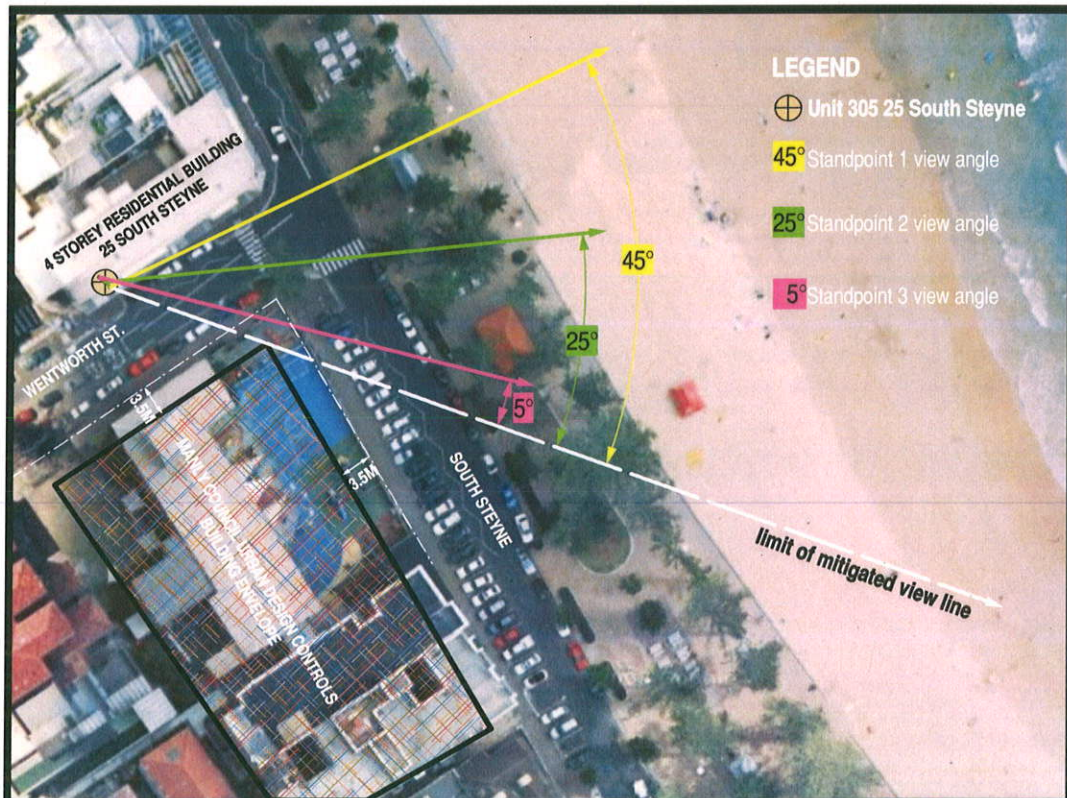 LEGEND
Unit 305 25 South Steyne
45° Standpoint 1 view angle
25° Standpoint 2 view angle
5° Standpoint 3 view angle
4 STOREY RESIDENTIAL BUILDING
25 SOUTH STEYNE
45°
25°
5°
WENTWORTH ST.
3.5M
3.5M
SOUTH STEYNE
MANLY COUNCIL URBAN DESIGN CONTROLS
BUILDING ENVELOPE
limit of mitigated view line